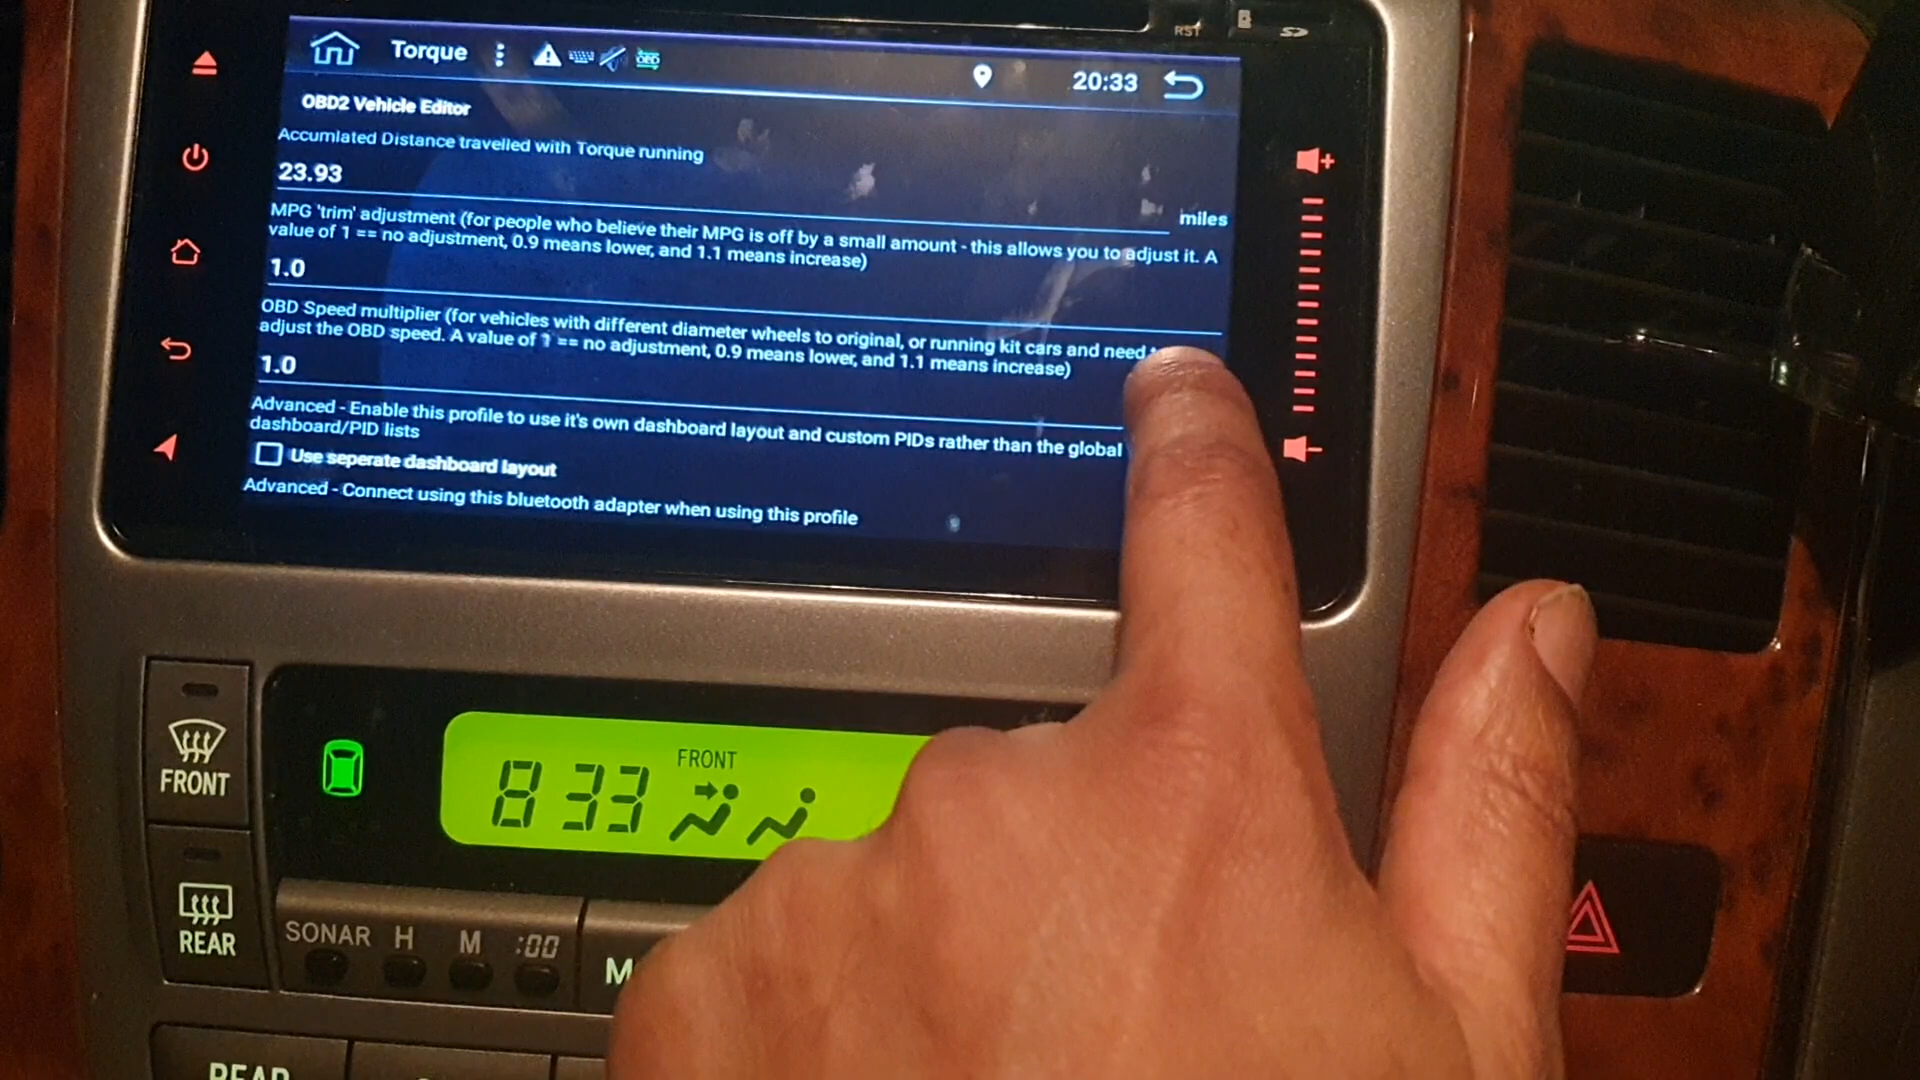 RST
Torque
OBD
20:33
OBD2 Vehicle Editor
Accumlated Distance travelled with Torque running
23.93
miles
MPG 'trim' adjustment (for people who believe their MPG is off by a small amount - this allows you to adjust it. A
value of 1 == no adjustment, 0.9 means lower, and 1.1 means increase)
1.0
OBD Speed multiplier (for vehicles with different diameter wheels to original, or running kit cars and need
adjust the OBD speed. A value of 1 == no adjustment, 0.9 means lower, and 1.1 means increase)
1.0
Advanced - Enable this profile to use it's own dashboard layout and custom PIDs rather than the global
dashboard/PID lists
Use seperate dashboard layout
Advanced - Connect using this bluetooth adapter when using this profile
FRONT
FRONT
8 33
REAR
SONAR H M :00
REAR